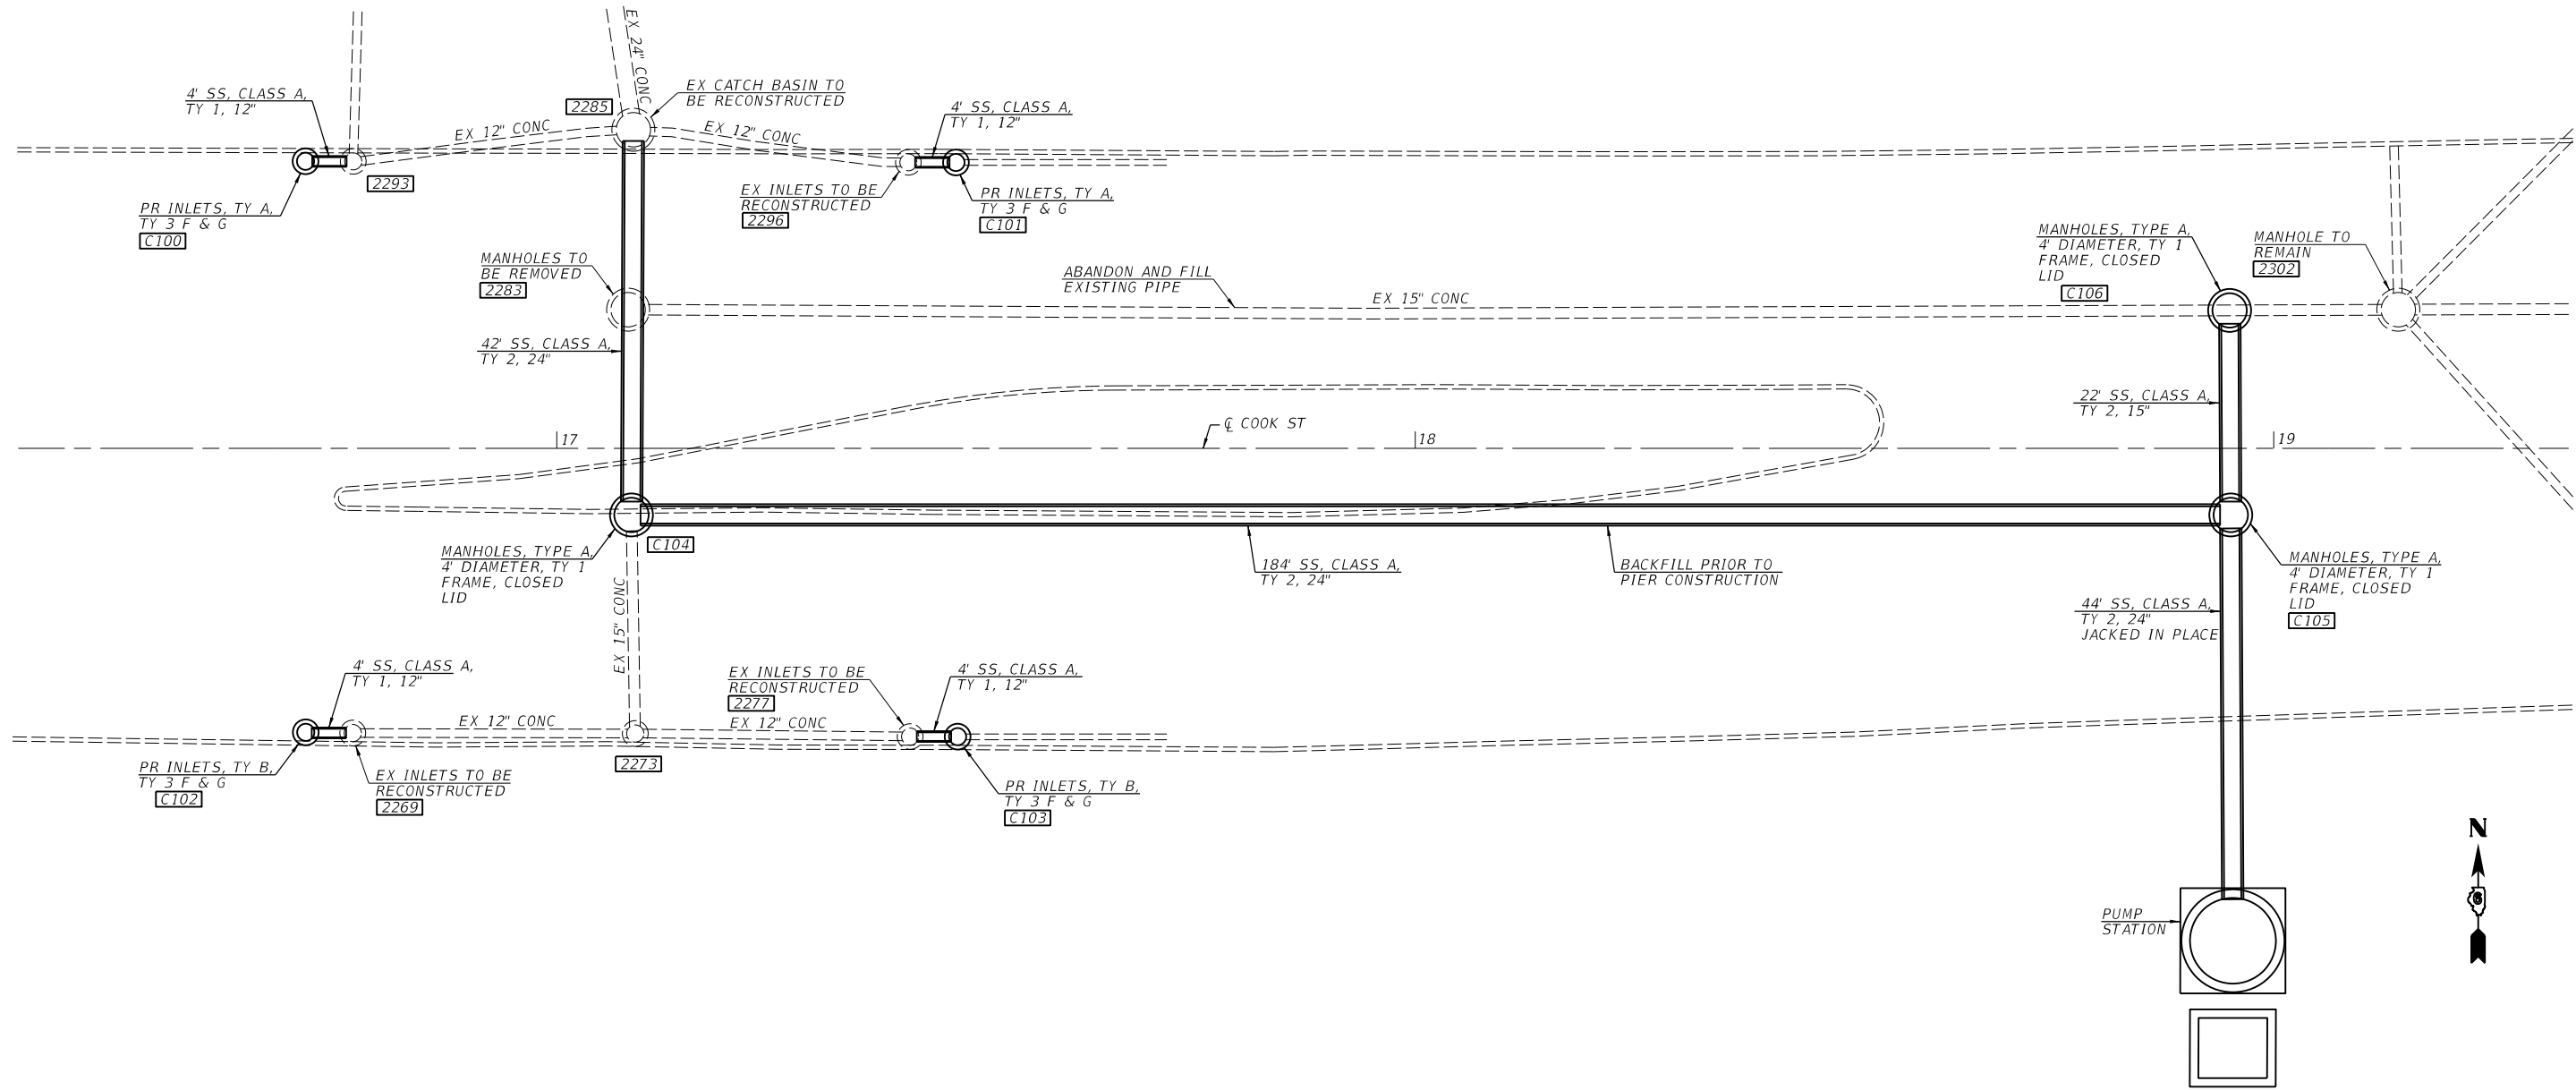 EX 24" CONC
4' SS, CLASS A,
TY 1, 12"
2285
EX CATCH BASIN TO
BE RECONSTRUCTED
EX 12" CONC
EX 12" CONC
4' SS, CLASS A,
TY 1, 12"
2293
PR INLETS, TY A,
TY 3 F & G
C100
EX INLETS TO BE
RECONSTRUCTED
2296
PR INLETS, TY A,
TY 3 F & G
C101
MANHOLES TO
BE REMOVED
2283
ABANDON AND FILL
EXISTING PIPE
EX 15" CONC
MANHOLES, TYPE A,
4' DIAMETER, TY 1
FRAME, CLOSED
LID
C106
MANHOLE TO
REMAIN
2302
42' SS, CLASS A,
TY 2, 24"
22' SS, CLASS A,
TY 2, 15"
17
℄ COOK ST
18
19
MANHOLES, TYPE A,
4' DIAMETER, TY 1
FRAME, CLOSED
LID
C104
184' SS, CLASS A,
TY 2, 24"
BACKFILL PRIOR TO
PIER CONSTRUCTION
MANHOLES, TYPE A,
4' DIAMETER, TY 1
FRAME, CLOSED
LID
C105
44' SS, CLASS A,
TY 2, 24"
JACKED IN PLACE
EX 15" CONC
4' SS, CLASS A,
TY 1, 12"
EX INLETS TO BE
RECONSTRUCTED
2277
4' SS, CLASS A,
TY 1, 12"
EX 12" CONC
EX 12" CONC
PR INLETS, TY B,
TY 3 F & G
C102
EX INLETS TO BE
RECONSTRUCTED
2269
2273
PR INLETS, TY B,
TY 3 F & G
C103
N
6
PUMP
STATION